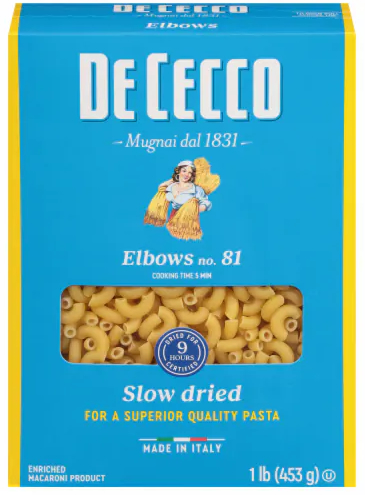 DE CECCO
Mugnai dal 1831
Elbows
DE CECCO
Mugnai dal 1831
Elbows no. 81
COOKING TIME 5 MIN
DRIED FOR
9
HOURS
CERTIFIED
Slow dried
FOR A SUPERIOR QUALITY PASTA
MADE IN ITALY
ENRICHED
MACARONI PRODUCT
1 lb (453 g)
U